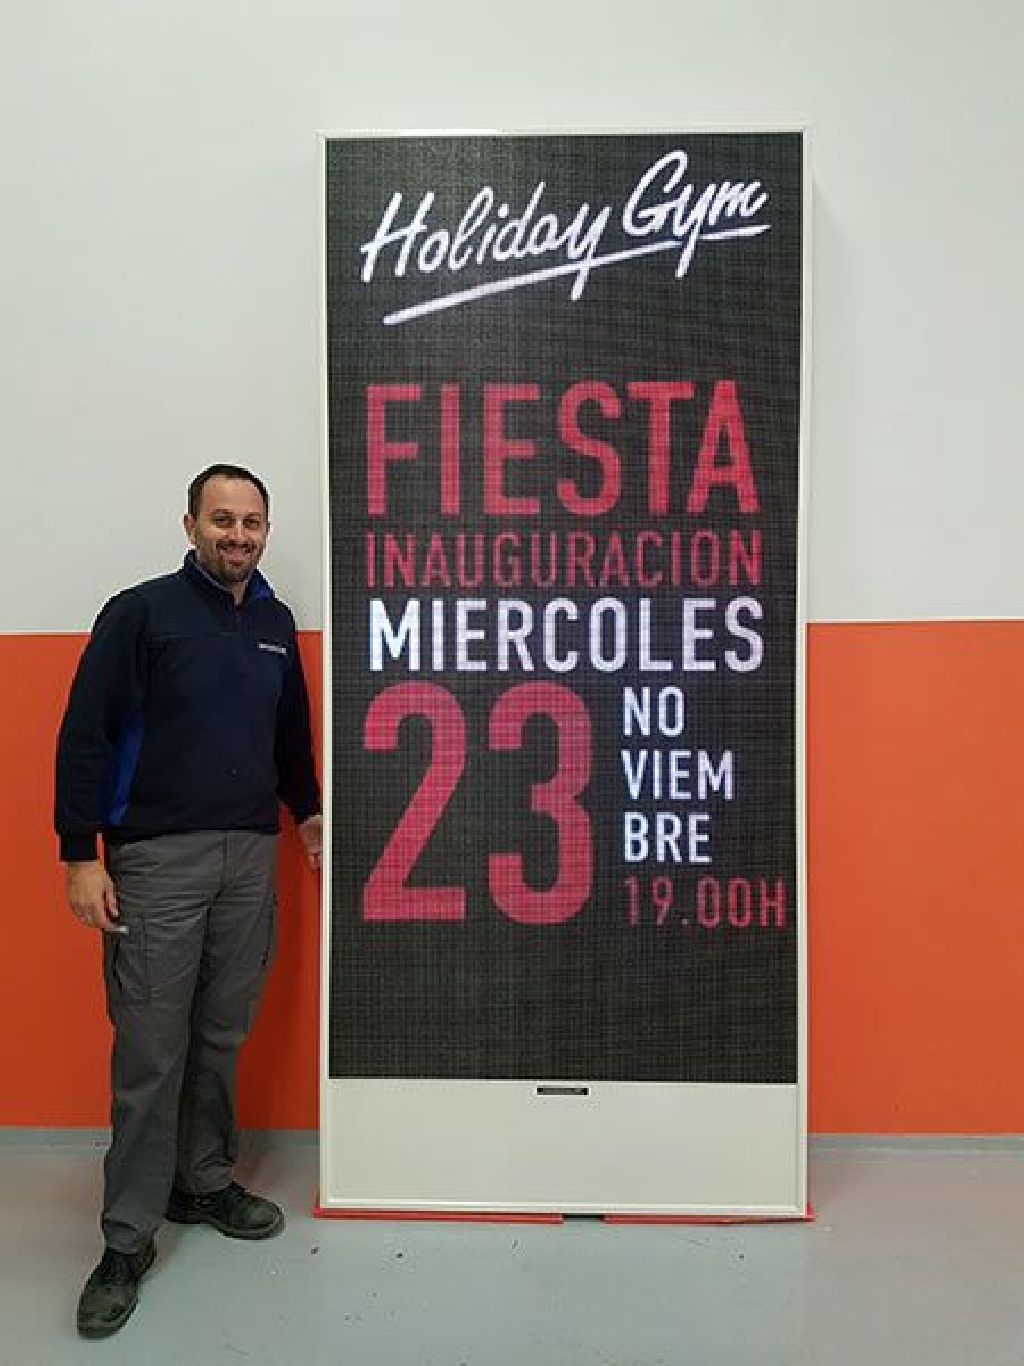 Holiday Gym
FIESTA
INAUGURACION
MIERCOLES
23
NO
VIEM
BRE
19.00H